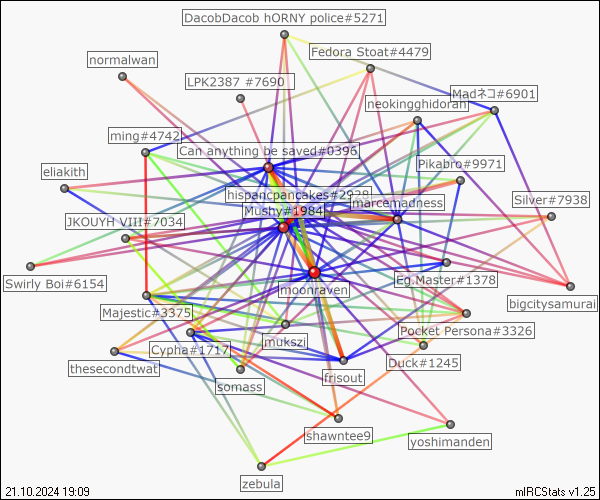 DacobDacob hORNY police#5271
Fedora Stoat#4479
normalwan
LPK2387 #7690
Madネコ#6901
neokingghidorah
ming#4742
Can anything be saved#0396
Pikabro#9971
eliakith
hispancpancakes#2929
marcemadness
Silver#7938
Mushy#1984
JKOUYH VIII#7034
Swirly Boi#6154
Eg.Master#1378
moonraven
bigcitysamurai
Majestic#3375
Pocket Persona#3326
mukszi
Cypha#1717
Duck#1245
thesecondtwat
frisout
somass
shawntee9
yoshimanden
zebula
21.10.2024 19:09
mIRCStats v1.25